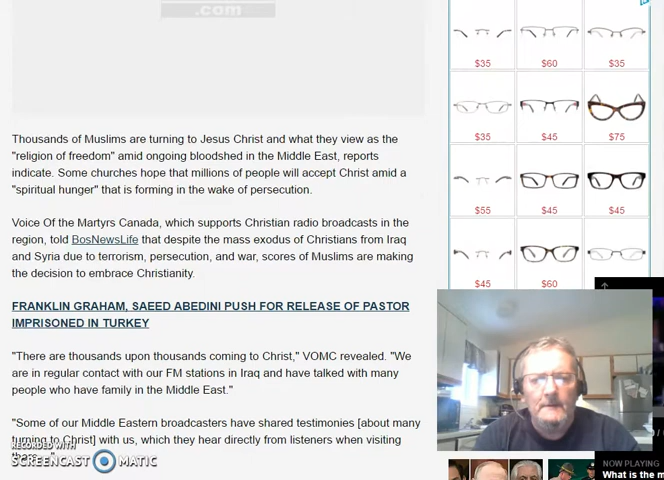 .com
Thousands of Muslims are turning to Jesus Christ and what they view as the
"religion of freedom" amid ongoing bloodshed in the Middle East, reports
indicate. Some churches hope that millions of people will accept Christ amid a
"spiritual hunger" that is forming in the wake of persecution.
Voice Of the Martyrs Canada, which supports Christian radio broadcasts in the
region, told BosNewsLife that despite the mass exodus of Christians from Iraq
and Syria due to terrorism, persecution, and war, scores of Muslims are making
the decision to embrace Christianity.
FRANKLIN GRAHAM, SAEED ABEDINI PUSH FOR RELEASE OF PASTOR
IMPRISONED IN TURKEY
"There are thousands upon thousands coming to Christ," VOMC revealed. "We
are in regular contact with our FM stations in Iraq and have talked with many
people who have family in the Middle East."
"Some of our Middle Eastern broadcasters have shared testimonies [about many
turning to Christ] with us, which they hear directly from listeners when visiting
RECORDED WITH
SCREENCAST MATIC
$35 $60 $35
$35 $45 $75
$55 $45 $45
$45 $60
NOW PLAYING
What is the m